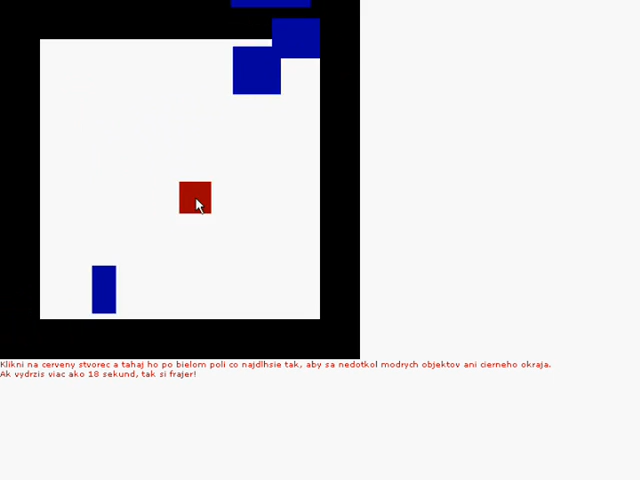 Klikni na cerveny stvorec a tahaj ho po bielom poli co najdlhsie tak, aby sa nedotkol modrych objektov ani cierneho okraja.
Ak vydrzis viac ako 18 sekund, tak si frajer!